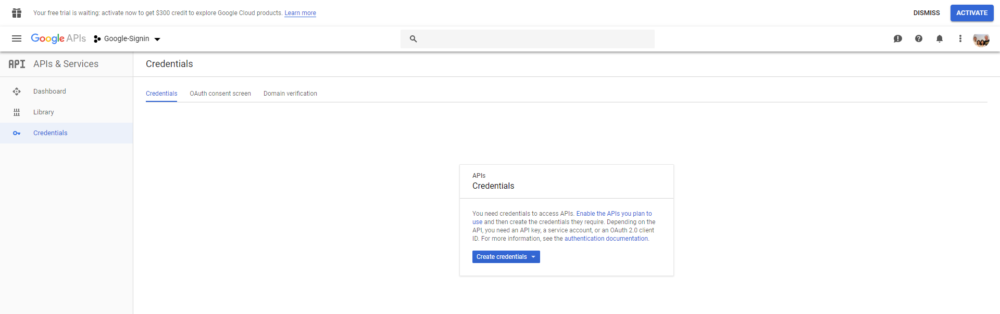 Your free trial is waiting: activate now to get $300 credit to explore Google Cloud products. Learn more
DISMISS
ACTIVATE
Google APIs
Google-Signin
API APIs & Services
Credentials
Dashboard
Library
Credentials
Credentials
OAuth consent screen
Domain verification
APIs
Credentials
You need credentials to access APIs. Enable the APIs you plan to
use and then create the credentials they require. Depending on the
API, you need an API key, a service account, or an OAuth 2.0 client
ID. For more information, see the authentication documentation.
Create credentials